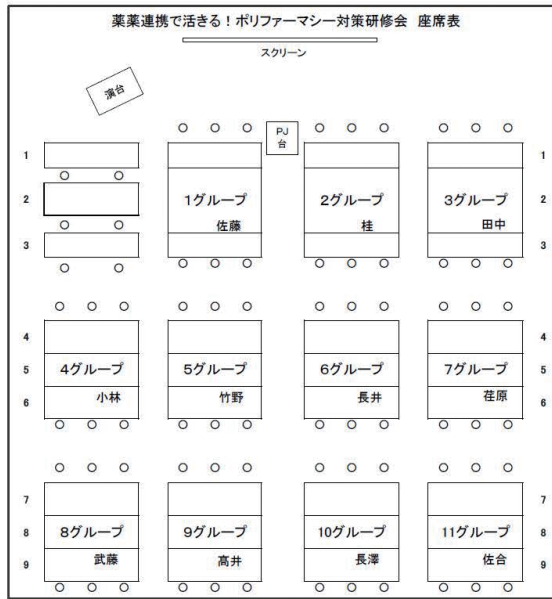 薬薬連携で活きる！ポリファーマシー対策研修会 座席表
スクリーン
演台
PJ
台
1 1
2 1グループ 2グループ 3グループ 2
佐藤 桂 田中
3 3
4 4
5 4グループ 5グループ 6グループ 7グループ 5
6 小林 竹野 長井 荏原 6
7 7
8 8グループ 9グループ 10グループ 11グループ 8
9 武藤 高井 長澤 佐合 9